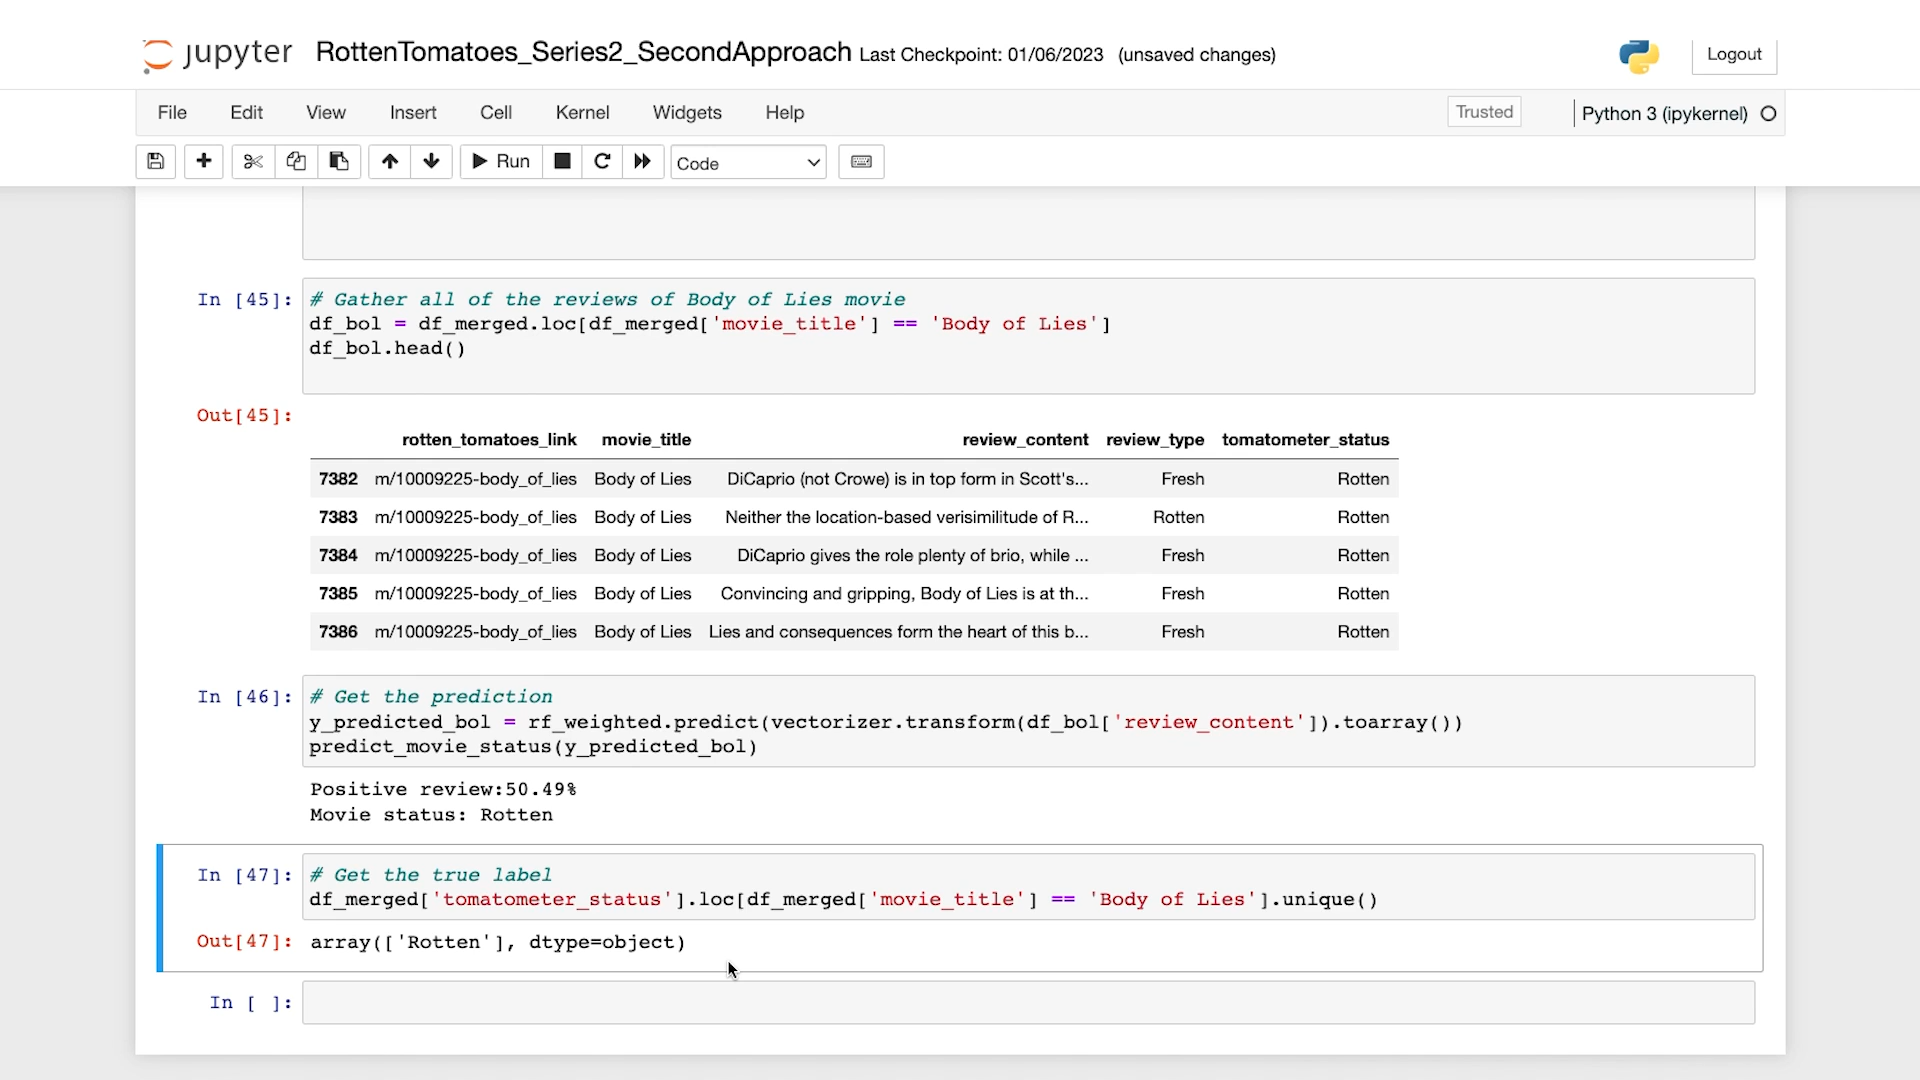 jupyter RottenTomatoes_Series2_SecondApproach Last Checkpoint: 01/06/2023 (unsaved changes) Logout
File Edit View Insert Cell Kernel Widgets Help Trusted Python 3 (ipykernel)
Run Code
In [45]: # Gather all of the reviews of Body of Lies movie
df_bol = df_merged.loc[df_merged['movie_title'] == 'Body of Lies']
df_bol.head()
Out[45]:
rotten_tomatoes_link movie_title review_content review_type tomatometer_status
7382 m/10009225-body_of_lies Body of Lies DiCaprio (not Crowe) is in top form in Scott's... Fresh Rotten
7383 m/10009225-body_of_lies Body of Lies Neither the location-based verisimilitude of R... Rotten Rotten
7384 m/10009225-body_of_lies Body of Lies DiCaprio gives the role plenty of brio, while ... Fresh Rotten
7385 m/10009225-body_of_lies Body of Lies Convincing and gripping, Body of Lies is at th... Fresh Rotten
7386 m/10009225-body_of_lies Body of Lies Lies and consequences form the heart of this b... Fresh Rotten
In [46]: # Get the prediction
y_predicted_bol = rf_weighted.predict(vectorizer.transform(df_bol['review_content']).toarray())
predict_movie_status(y_predicted_bol)
Positive review:50.49%
Movie status: Rotten
In [47]: # Get the true label
df_merged['tomatometer_status'].loc[df_merged['movie_title'] == 'Body of Lies'].unique()
Out[47]: array(['Rotten'], dtype=object)
In [ ]: